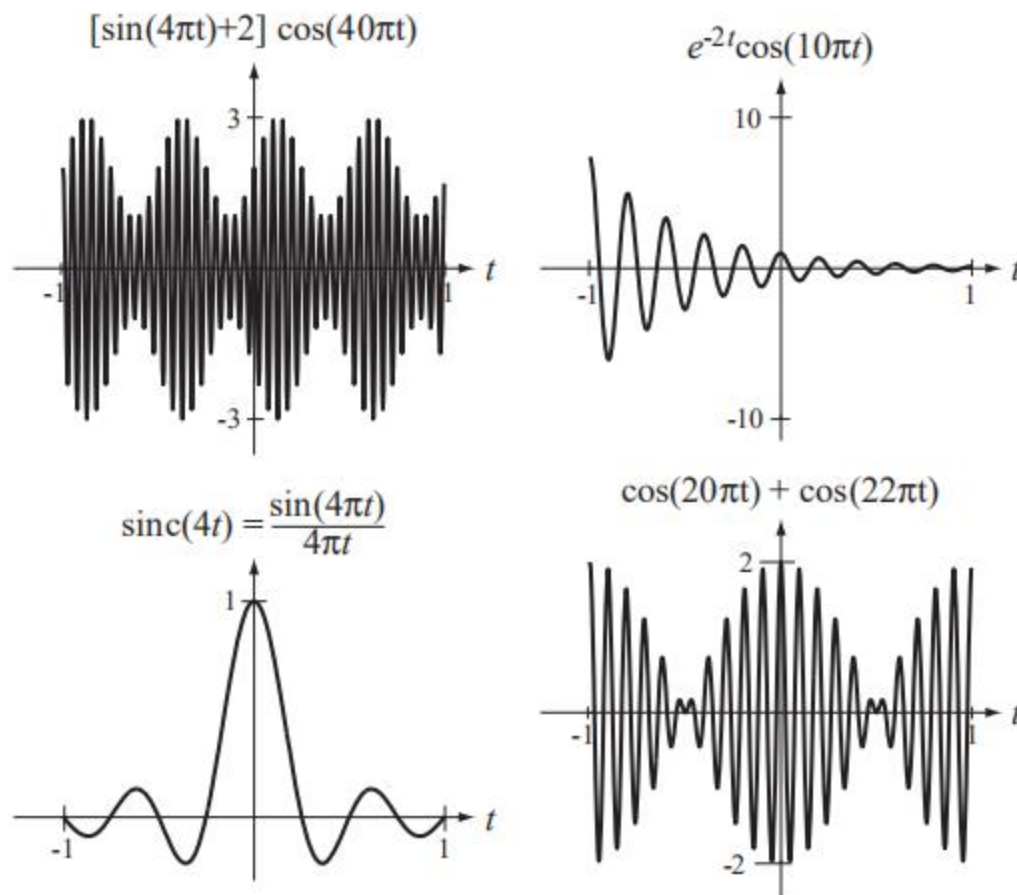 [sin(4πt)+2] cos(40πt)
3
t
-1
1
-3
e^{-2t}cos(10πt)
10
t
-1
1
-10
sinc(4t) = \frac{sin(4πt)}{4πt}
1
t
-1
1
cos(20πt) + cos(22πt)
2
t
-1
1
-2